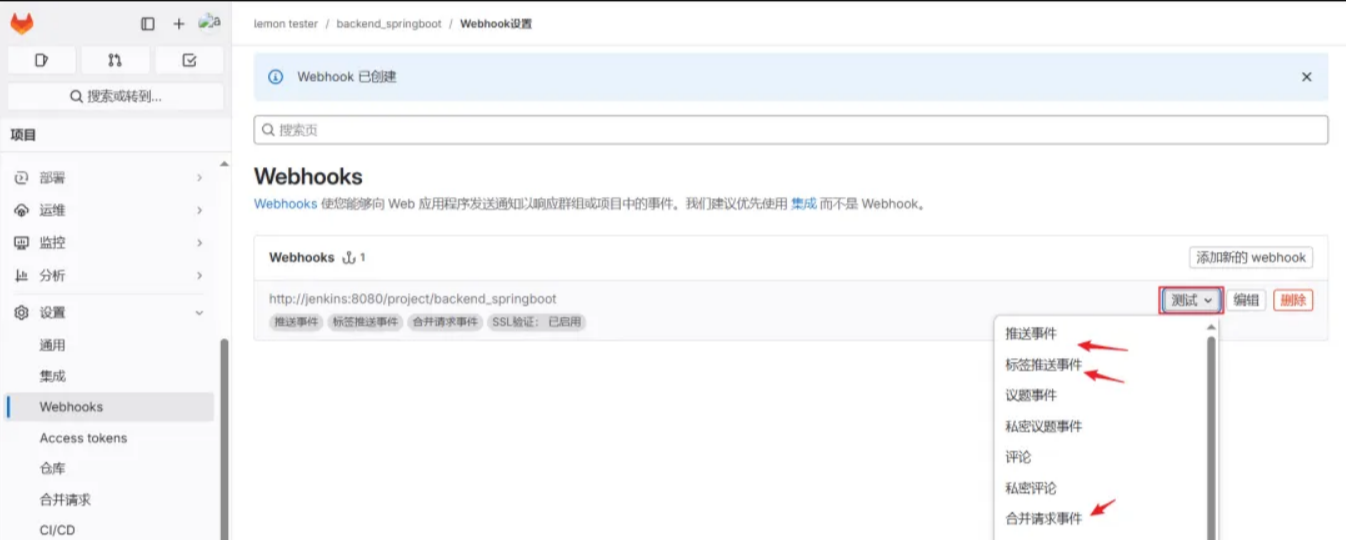 lemon tester / backend_springboot / Webhook设置
Webhook 已创建
搜索或转到...
搜索页
项目
部署
运维
监控
分析
设置
通用
集成
Webhooks
Access tokens
仓库
合并请求
CI/CD
Webhooks
Webhooks 使您能够向 Web 应用程序发送通知以响应群组或项目中的事件。我们建议优先使用 集成 而不是 Webhook。
Webhooks 1
添加新的 webhook
http://jenkins:8080/project/backend_springboot
测试 编辑 删除
推送事件 标签推送事件 合并请求事件 SSL验证： 已启用
推送事件
标签推送事件
议题事件
私密议题事件
评论
私密评论
合并请求事件